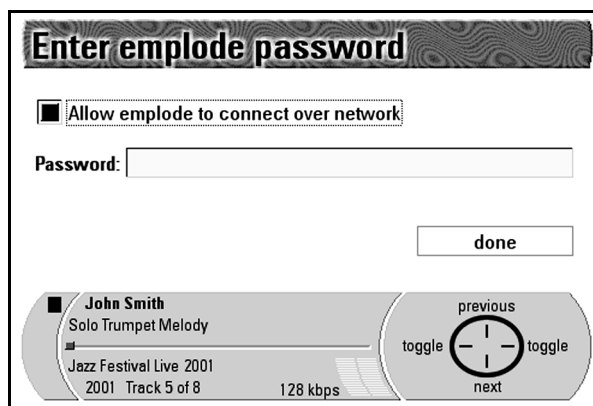 Enter emplode password
Allow emplode to connect over network
Password:
done
John Smith
Solo Trumpet Melody
Jazz Festival Live 2001
2001 Track 5 of 8 128 kbps
previous
toggle toggle
next